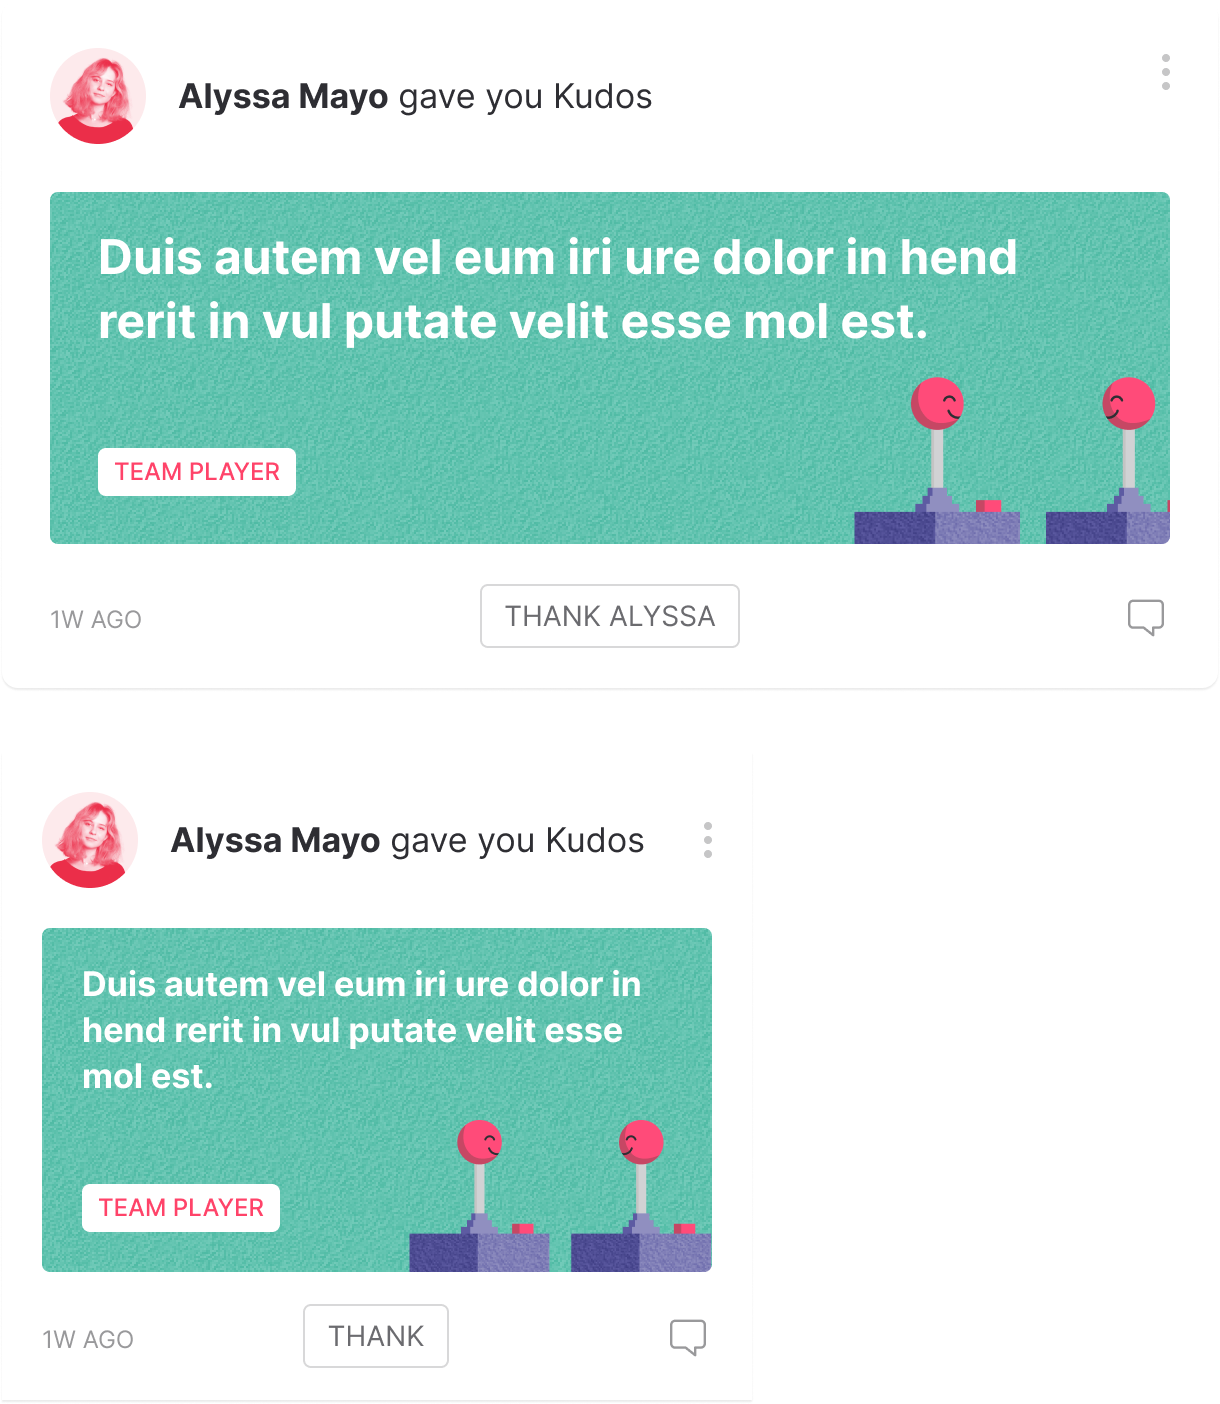 Alyssa Mayo gave you Kudos
Duis autem vel eum iri ure dolor in hend
rerit in vul putate velit esse mol est.
TEAM PLAYER
1W AGO
THANK ALYSSA
Alyssa Mayo gave you Kudos
Duis autem vel eum iri ure dolor in
hend rerit in vul putate velit esse
mol est.
TEAM PLAYER
1W AGO
THANK